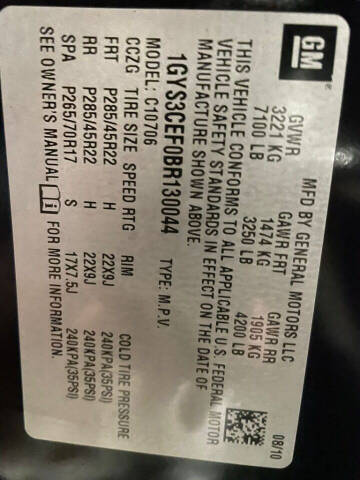 GM
®
MFD BY GENERAL MOTORS LLC 08/10
GVWR GAWR FRT GAWR RR
3221 KG 1474 KG 1905 KG
7100 LB 3250 LB 4200 LB
THIS VEHICLE CONFORMS TO ALL APPLICABLE U.S. FEDERAL MOTOR
VEHICLE SAFETY STANDARDS IN EFFECT ON THE DATE OF
MANUFACTURE SHOWN ABOVE.
1GYS3CEF0BR130044 TYPE: M.P.V.
MODEL: C10706
CCZG TIRE SIZE SPEED RTG RIM COLD TIRE PRESSURE
FRT P285/45R22 H 22X9J 240KPA(35PSI)
RR P285/45R22 H 22X9J 240KPA(35PSI)
SPA P265/70R17 S 17X7.5J 240KPA(35PSI)
SEE OWNER'S MANUAL FOR MORE INFORMATION.